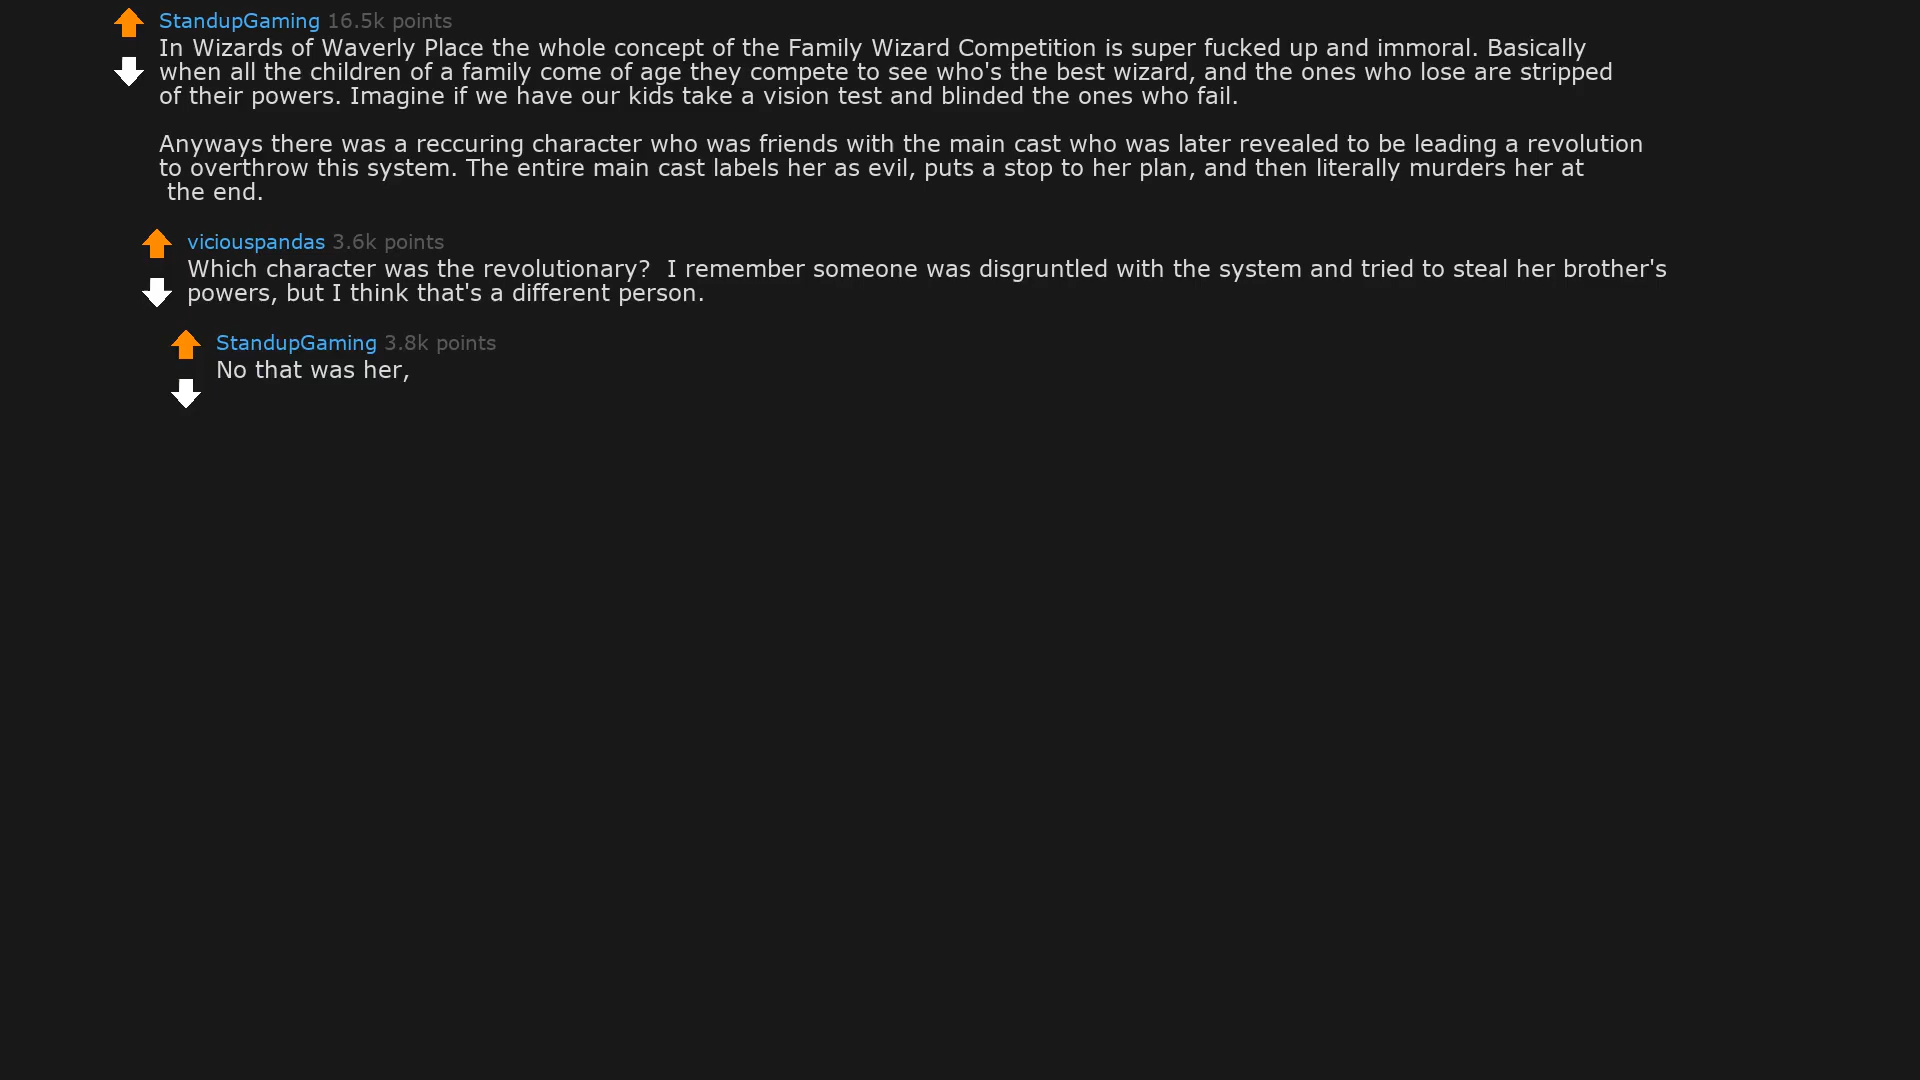 StandupGaming 16.5k points
In Wizards of Waverly Place the whole concept of the Family Wizard Competition is super fucked up and immoral. Basically
when all the children of a family come of age they compete to see who's the best wizard, and the ones who lose are stripped
of their powers. Imagine if we have our kids take a vision test and blinded the ones who fail.
Anyways there was a reccuring character who was friends with the main cast who was later revealed to be leading a revolution
to overthrow this system. The entire main cast labels her as evil, puts a stop to her plan, and then literally murders her at
the end.
viciouspandas 3.6k points
Which character was the revolutionary?  I remember someone was disgruntled with the system and tried to steal her brother's
powers, but I think that's a different person.
StandupGaming 3.8k points
No that was her,